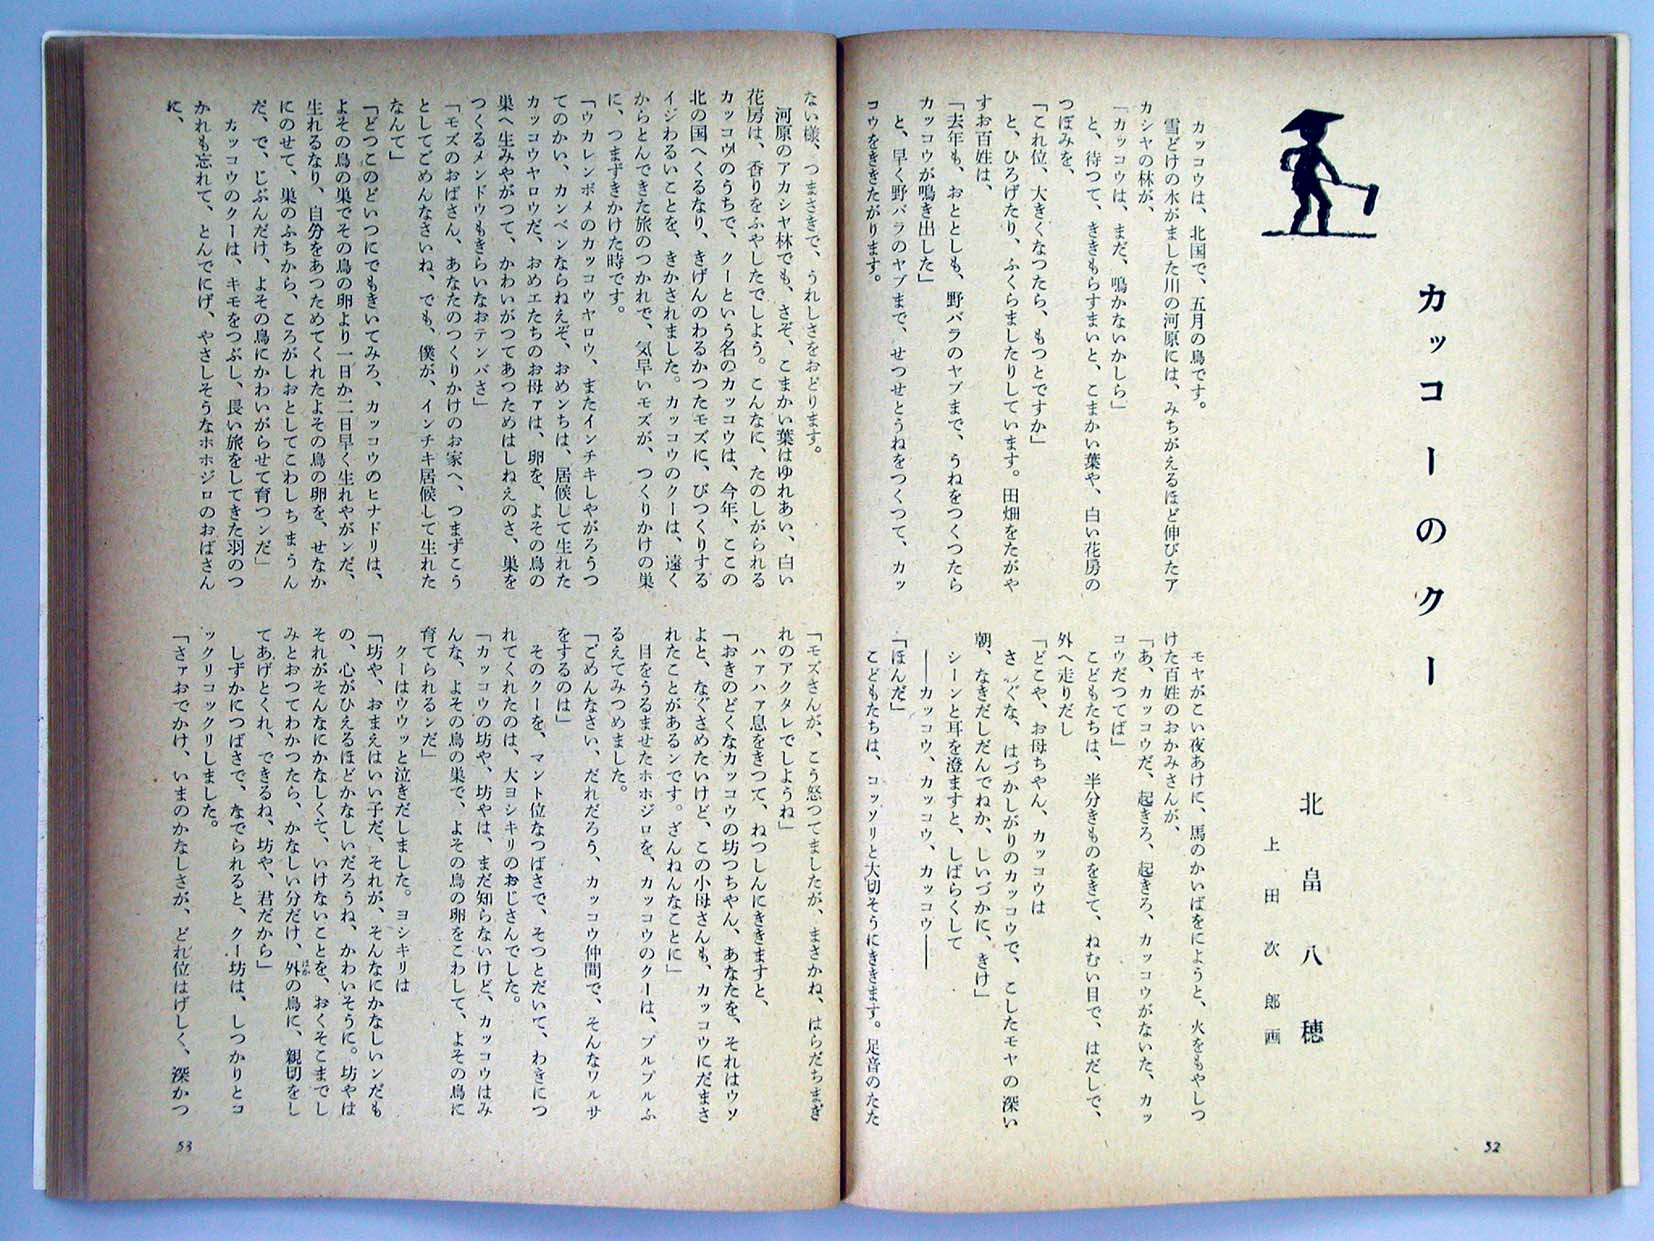 カッコーのクー
北畠八穂
上田次郎画
カッコウは、北国で、五月の鳥です。
雪どけの水がました川の河原には、みちがえるほど伸びたア
カシヤの林が、
「カッコウは、まだ、鳴かないかしら」
と、待つて、ききもらすまいと、こまかい葉や、白い花房の
つぼみを、
「これ位、大きくなつたら、もつとですか」
と、ひろげたり、ふくらましたりしています。田畑をたがや
すお百姓は、
「去年も、おととしも、野バラのヤブまで、うねをつくつたら
カッコウが鳴き出した」
と、早く野バラのヤブまで、せつせとうねをつくつて、カッ
コウをききたがります。
モヤがこい夜あけに、馬のかいばをにようと、火をもやしつ
けた百姓のおかみさんが、
「あ、カッコウだ、起きろ、起きろ、カッコウがないた、カッ
コウだつてば」
こどもたちは、半分きものをきて、ねむい目で、はだしで、
外へ走りだし
「どこや、お母ちやん、カッコウは
さぐな、はづかしがりのカッコウで、こしたモヤの深い
朝、なきだしだんでねか、しいづかに、きけ」
シーンと耳を澄ますと、しばらくして
――カッコウ、カッコウ、カッコウ――
「ほんだ」
こどもたちは、コッソリと大切そうにききます。足音のたた
52
ない様、つまさきで、うれしさをおどります。
河原のアカシヤ林でも、さぞ、こまかい葉はゆれあい、白い
花房は、香りをふやしたでしよう。こんなに、たのしがられる
カッコウのうちで、クーという名のカッコウは、今年、ここの
北の国へくるなり、きげんのわるかつたモズに、びつくりする
イジわるいことを、きかされました。カッコウのクーは、遠く
からとんできた旅のつかれで、気早いモズが、つくりかけの巣
に、つまずきかけた時です。
「ウカレンボメのカッコウヤロウ、またインチキしやがろうつ
てのかい、カンベンならねえぞ、おめンちは、居候して生れた
カッコウヤロウだ、おめエたちのお母ァは、卵を、よその鳥の
巣へ生みやがつて、かわいがつてあつためはしねえのさ、巣を
つくるメンドウもきらいなおテンバさ」
「モズのおばさん、あなたのつくりかけのお家へ、つまずこう
としてごめんなさいね、でも、僕が、インチキ居候して生れた
なんて」
「どつこのどいつにでもきいてみろ、カッコウのヒナドリは、
よその鳥の巣でその鳥の卵より一日か二日早く生れやがンだ、
生れるなり、自分をあつためてくれたよその鳥の卵を、せなか
にのせて、巣のふちから、ころがしおとしてこわしちまうん
だ、で、じぶんだけ、よその鳥にかわいがらせて育つンだ」
カッコウのクーは、キモをつぶし、長い旅をしてきた羽のつ
かれも忘れて、とんでにげ、やさしそうなホホジロのおばさん
に、
「モズさんが、こう怒つてましたが、まさかね、はらだちまぎ
れのアクタレでしようね」
ハァハァ息をきつて、ねつしんにききますと、
「おきのどくなカッコウの坊つちやん、あなたを、それはウソ
よと、なぐさめたいけど、この小母さんも、カッコウにだまさ
れたことがあるンです。ざんねんなことに」
目をうるませたホホジロを、カッコウのクーは、ブルブルふ
るえてみつめました。
「ごめんなさい、だれだろう、カッコウ仲間で、そんなワルサ
をするのは」
そのクーを、マント位なつばさで、そつとだいて、わきにつ
れてくれたのは、大ヨシキリのおじさんでした。
「カッコウの坊や、坊やは、まだ知らないけど、カッコウはみ
んな、よその鳥の巣で、よその鳥の卵をこわして、よその鳥に
育てられるンだ」
クーはウウッと泣きだしました。ヨシキリは
「坊や、おまえはいい子だ、それが、そんなにかなしいンだも
の、心がひえるほどかなしいだろうね、かわいそうに。坊やは
それがそんなにかなしくて、いけないことを、おくそこまでし
みとおつてわかつたら、かなしい分だけ、外の鳥に、親切をし
てあげとくれ、できるね、坊や、君だから」
しずかにつばさで、なでられると、クー坊は、しつかりとコ
ックリコックリしました。
「さァおでかけ、いまのかなしさが、どれ位はげしく、深かつ
53